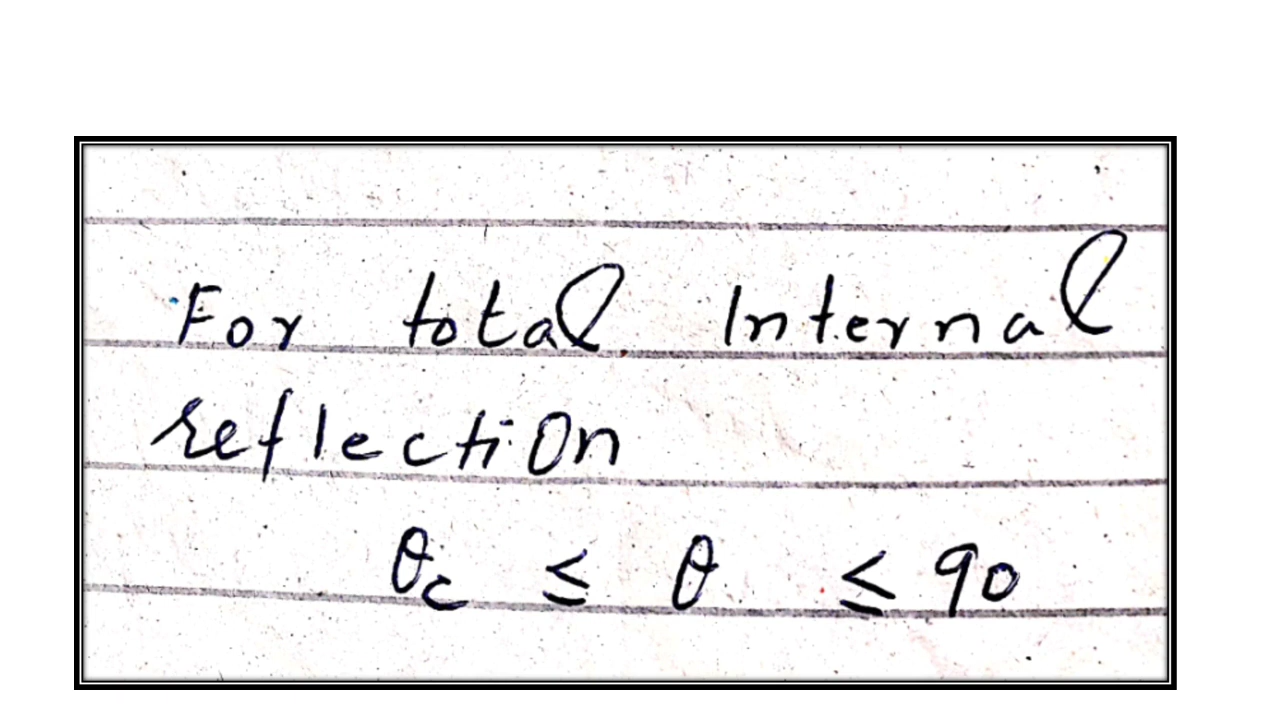 For total Internal
reflection
θc ≤ θ ≤ 90